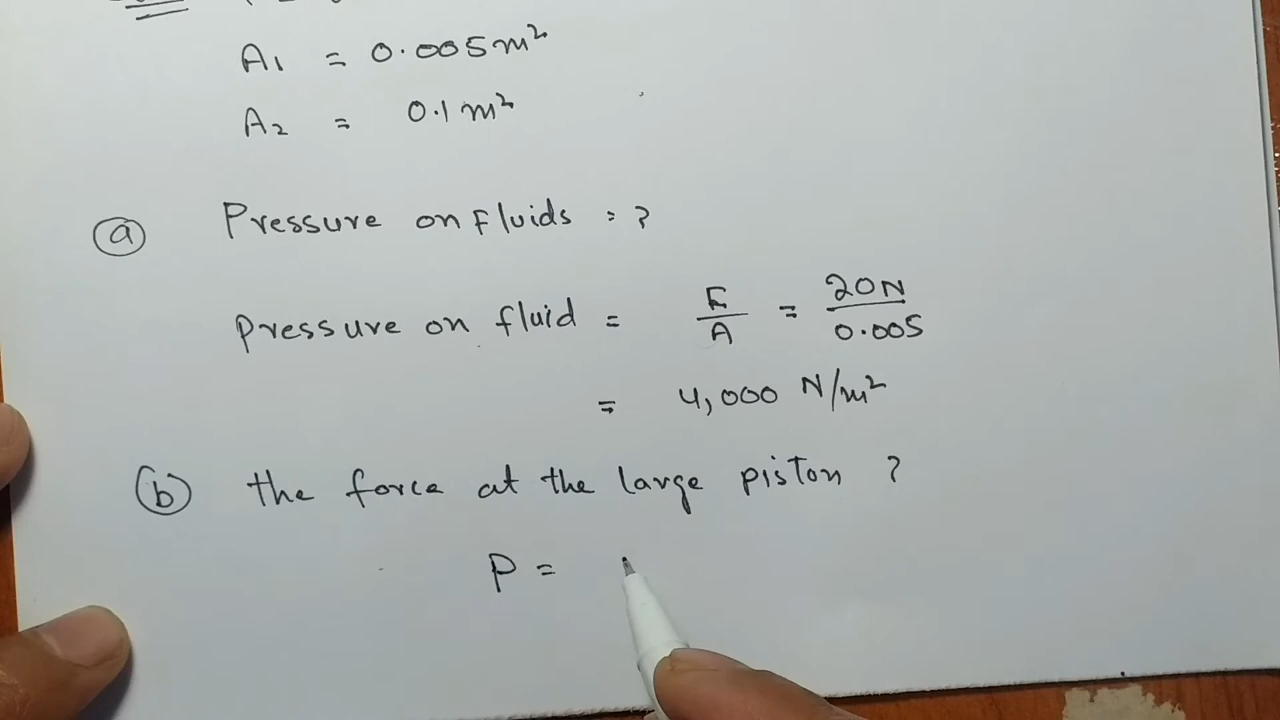 A₁ = 0.005 m²
A₂ = 0.1 m²
ⓐ Pressure on Fluids = ?
Pressure on fluid = F/A = 20N/0.005
= 4,000 N/m²
ⓑ the force at the large piston ?
P =